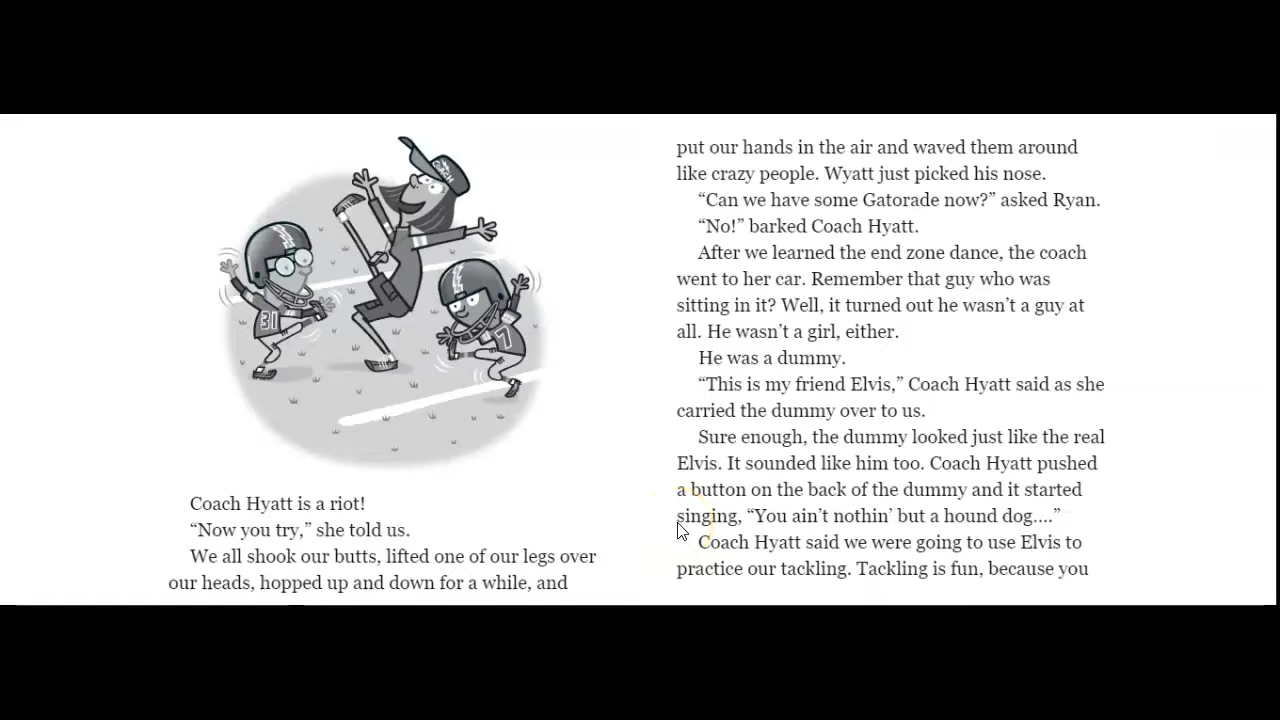 COACH
31
7
Coach Hyatt is a riot!
“Now you try,” she told us.
We all shook our butts, lifted one of our legs over
our heads, hopped up and down for a while, and
put our hands in the air and waved them around
like crazy people. Wyatt just picked his nose.
“Can we have some Gatorade now?” asked Ryan.
“No!” barked Coach Hyatt.
After we learned the end zone dance, the coach
went to her car. Remember that guy who was
sitting in it? Well, it turned out he wasn’t a guy at
all. He wasn’t a girl, either.
He was a dummy.
“This is my friend Elvis,” Coach Hyatt said as she
carried the dummy over to us.
Sure enough, the dummy looked just like the real
Elvis. It sounded like him too. Coach Hyatt pushed
a button on the back of the dummy and it started
singing, “You ain’t nothin’ but a hound dog....”
Coach Hyatt said we were going to use Elvis to
practice our tackling. Tackling is fun, because you